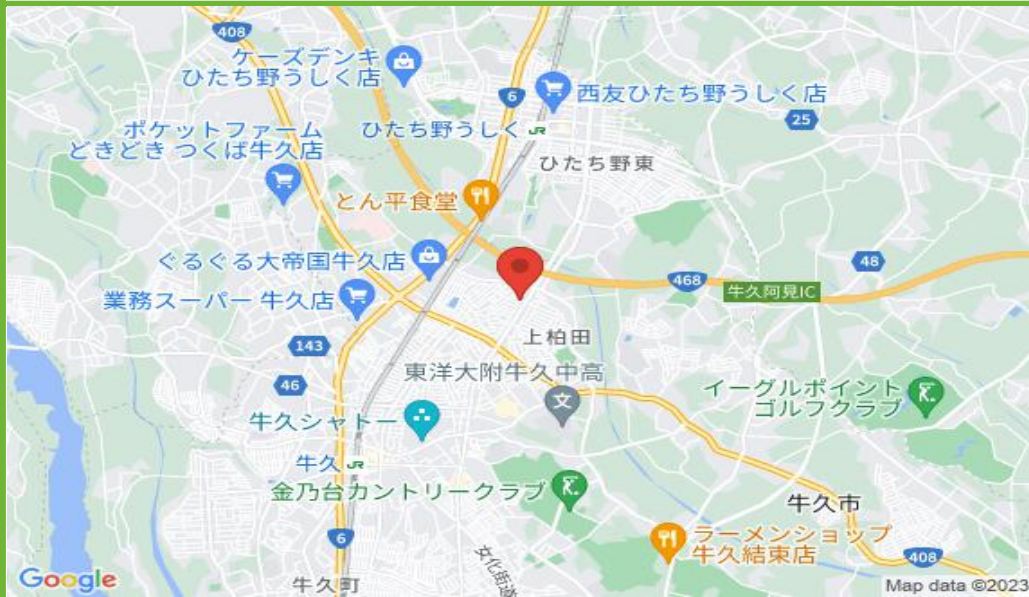 408
ケーズデンキ
ひたち野うしく店
6
西友ひたち野うしく店
25
ポケットファーム
どきどき つくば牛久店
ひたち野うしく JR
ひたち野東
とん平食堂
ぐるぐる大帝国牛久店
48
468
牛久阿見IC
業務スーパー 牛久店
上柏田
143
東洋大附牛久中高
文
46
イーグルポイント
ゴルフクラブ
牛久シャトー
牛久 JR
金乃台カントリークラブ
牛久市
6
ラーメンショップ
牛久結束店
女化街道
408
牛久町
Google
Map data ©2023